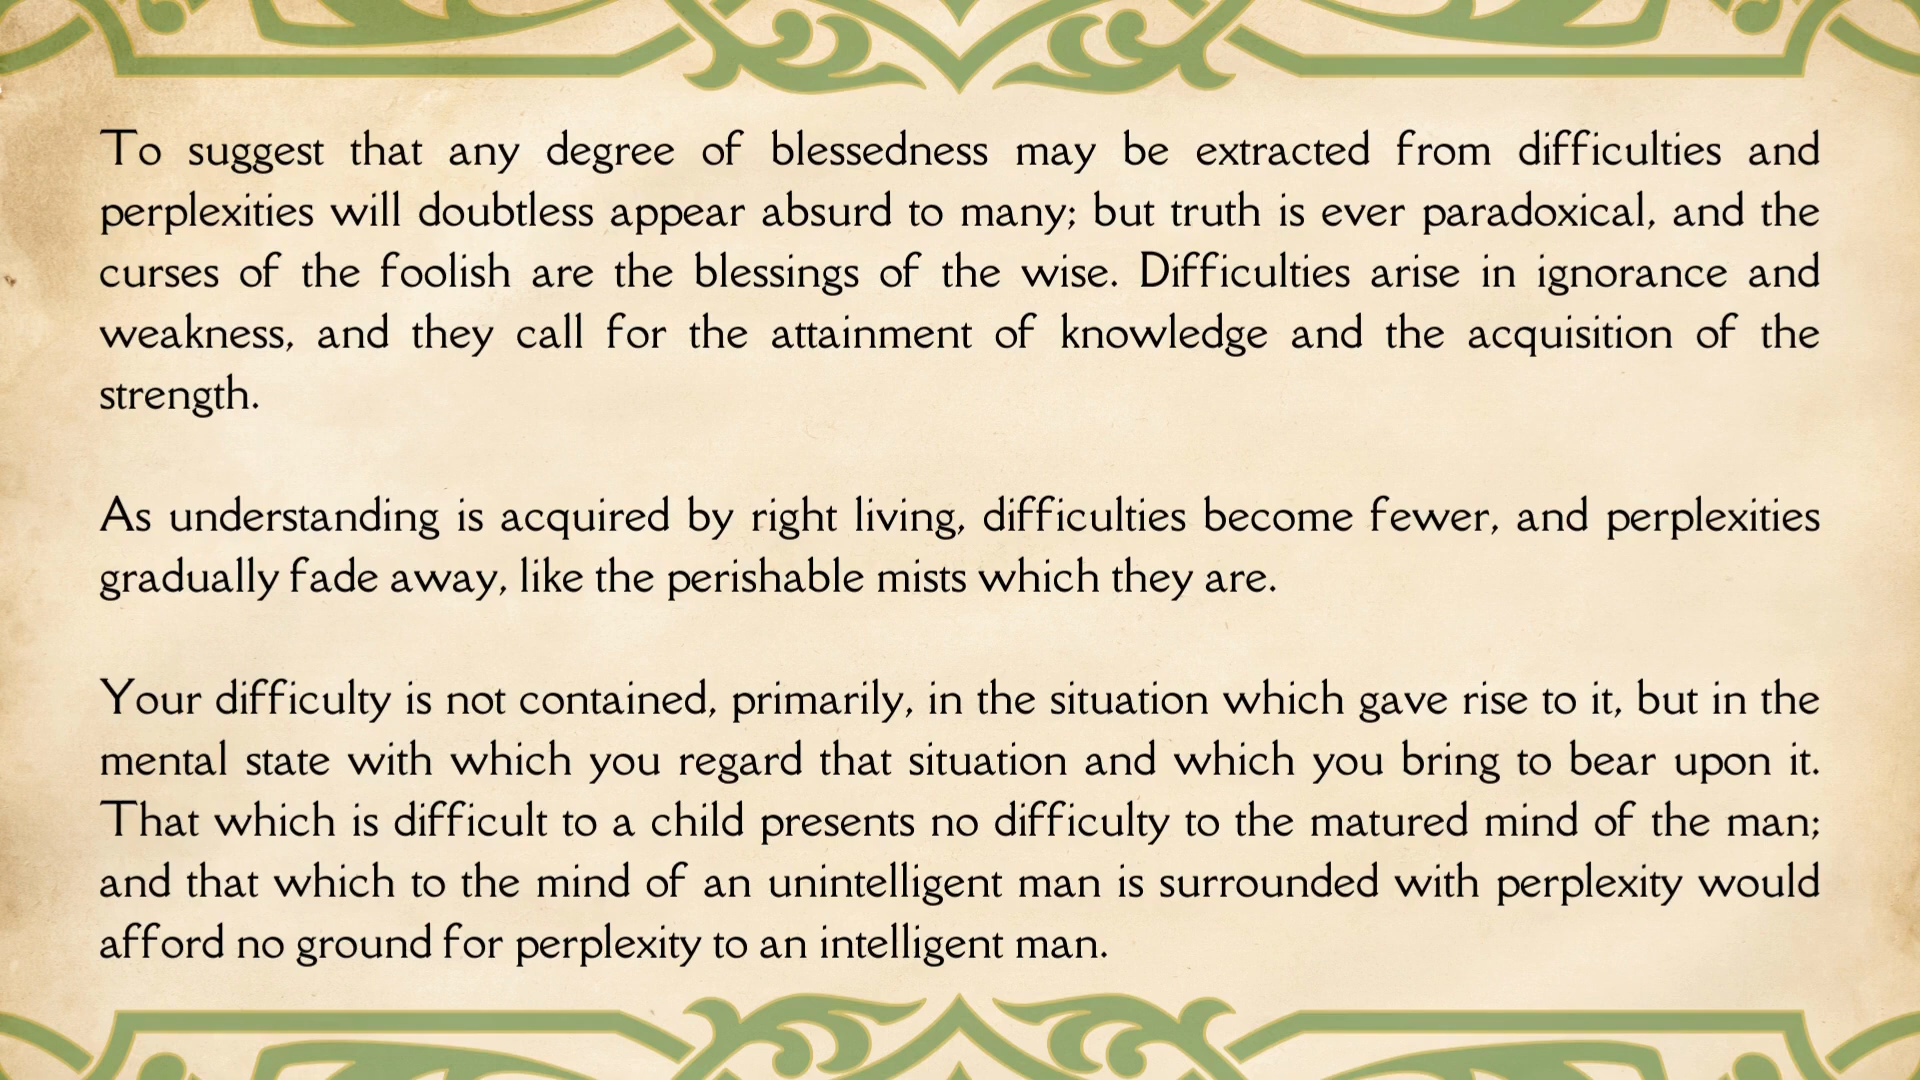 To suggest that any degree of blessedness may be extracted from difficulties and
perplexities will doubtless appear absurd to many; but truth is ever paradoxical, and the
curses of the foolish are the blessings of the wise. Difficulties arise in ignorance and
weakness, and they call for the attainment of knowledge and the acquisition of the
strength.
As understanding is acquired by right living, difficulties become fewer, and perplexities
gradually fade away, like the perishable mists which they are.
Your difficulty is not contained, primarily, in the situation which gave rise to it, but in the
mental state with which you regard that situation and which you bring to bear upon it.
That which is difficult to a child presents no difficulty to the matured mind of the man;
and that which to the mind of an unintelligent man is surrounded with perplexity would
afford no ground for perplexity to an intelligent man.